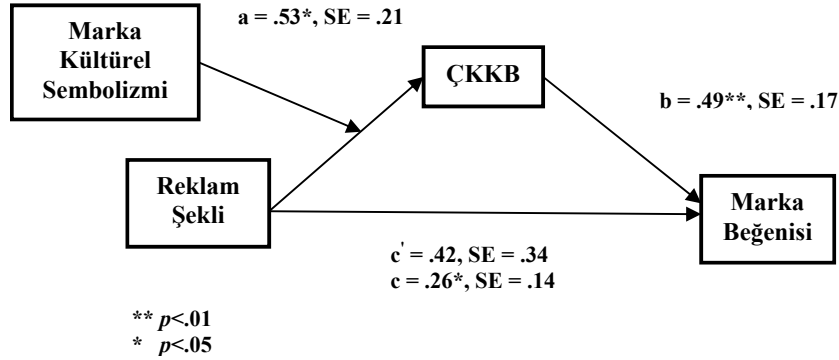 Marka
Kültürel
Sembolizmi
a = .53*, SE = .21
ÇKKB
b = .49**, SE = .17
Reklam
Şekli
Marka
Beğenisi
c' = .42, SE = .34
c = .26*, SE = .14
** p<.01
* p<.05